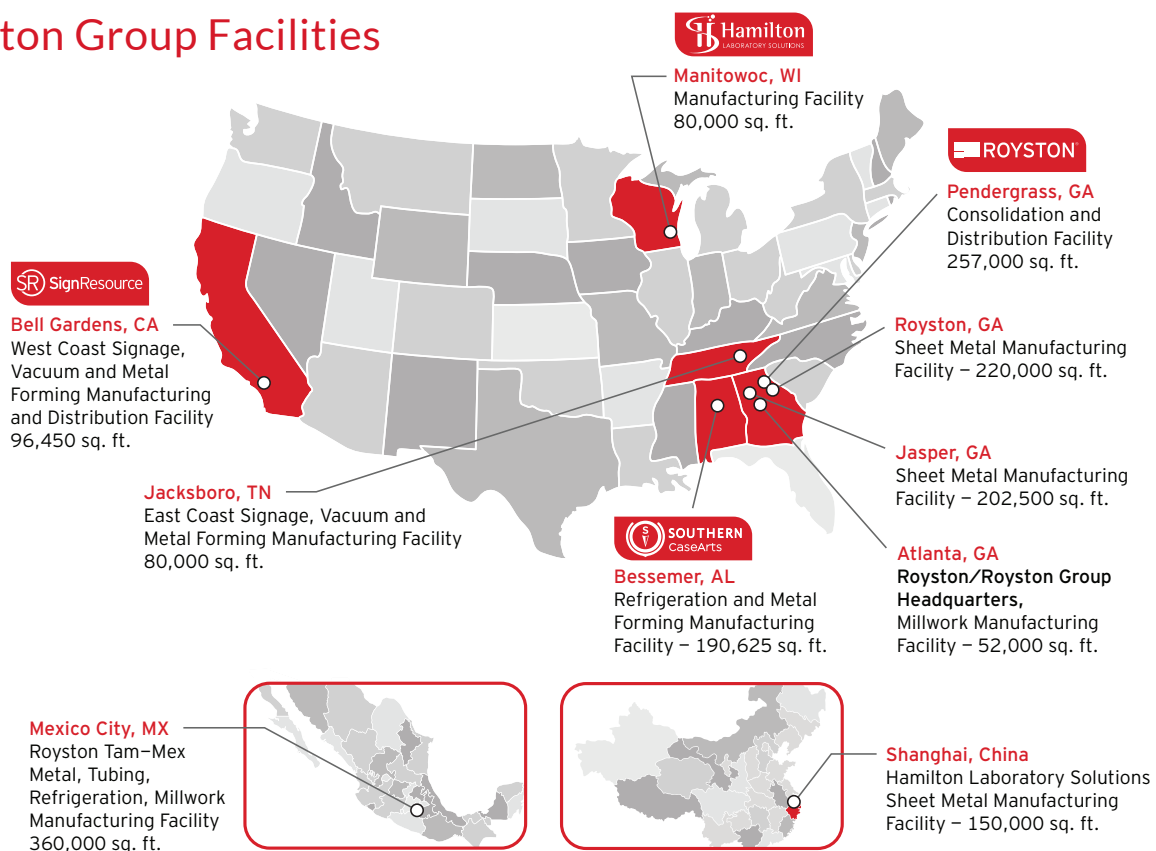 ton Group Facilities
Hamilton
LABORATORY SOLUTIONS
Manitowoc, WI
Manufacturing Facility
80,000 sq. ft.
ROYSTON
Pendergrass, GA
Consolidation and
Distribution Facility
257,000 sq. ft.
SR SignResource
Bell Gardens, CA
West Coast Signage,
Vacuum and Metal
Forming Manufacturing
and Distribution Facility
96,450 sq. ft.
Royston, GA
Sheet Metal Manufacturing
Facility – 220,000 sq. ft.
Jasper, GA
Sheet Metal Manufacturing
Facility – 202,500 sq. ft.
Jacksboro, TN
East Coast Signage, Vacuum and
Metal Forming Manufacturing Facility
80,000 sq. ft.
SOUTHERN
CaseArts
Bessemer, AL
Refrigeration and Metal
Forming Manufacturing
Facility – 190,625 sq. ft.
Atlanta, GA
Royston/Royston Group
Headquarters,
Millwork Manufacturing
Facility – 52,000 sq. ft.
Mexico City, MX
Royston Tam–Mex
Metal, Tubing,
Refrigeration, Millwork
Manufacturing Facility
360,000 sq. ft.
Shanghai, China
Hamilton Laboratory Solutions
Sheet Metal Manufacturing
Facility – 150,000 sq. ft.